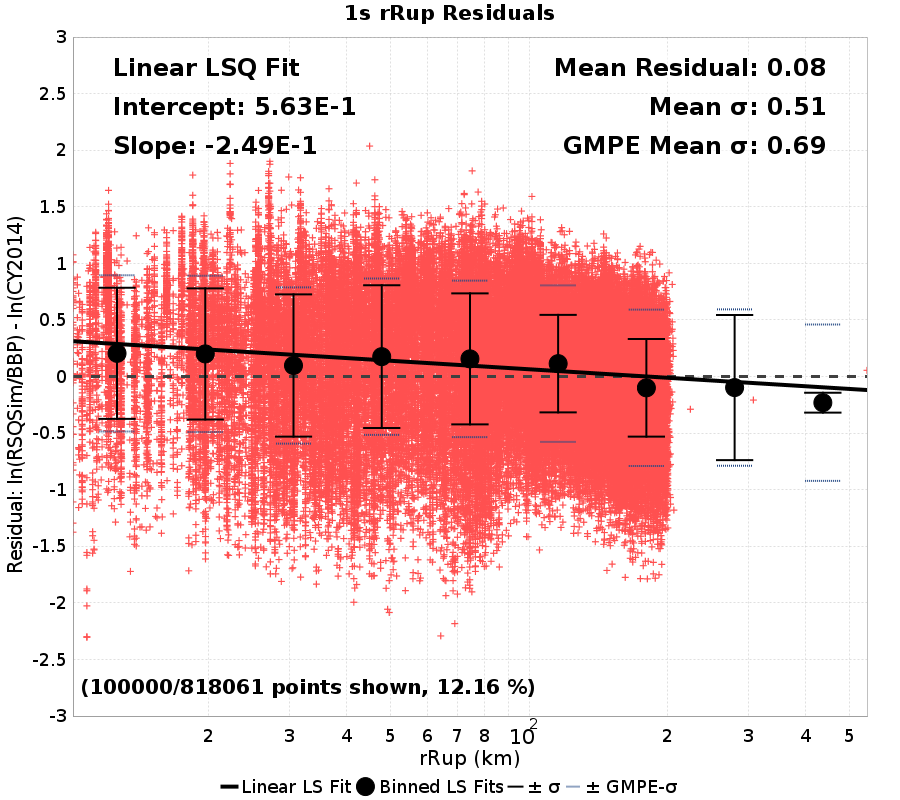 1s rRup Residuals
Linear LSQ Fit
Intercept: 5.63E-1
Slope: -2.49E-1
Mean Residual: 0.08
Mean σ: 0.51
GMPE Mean σ: 0.69
Residual: ln(RSQSim/BBP) - ln(CY2014)
3
2.5
2
1.5
1
0.5
0
-0.5
-1
-1.5
-2
-2.5
-3
(100000/818061 points shown, 12.16 %)
2 3 4 5 6 7 8 10² 2 3 4 5
rRup (km)
Linear LS Fit Binned LS Fits ± σ ± GMPE-σ